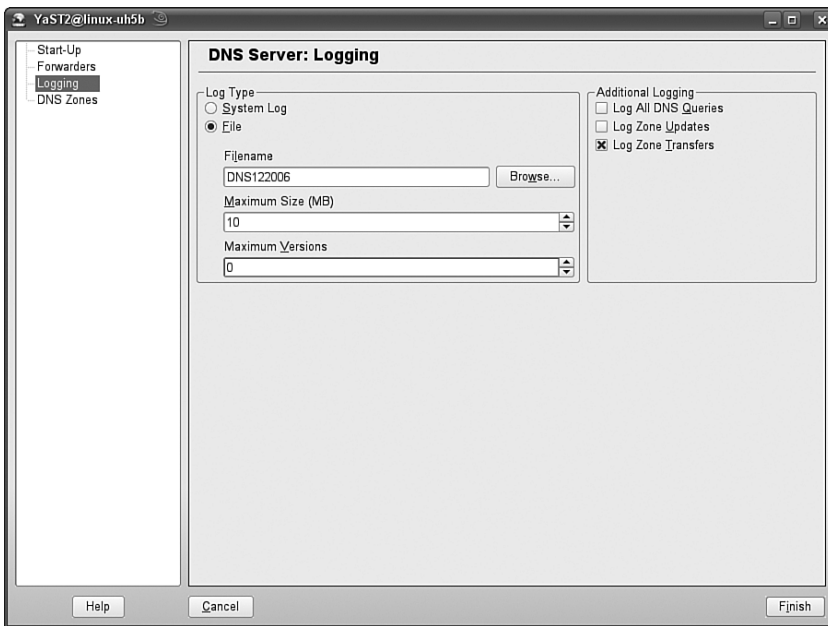 YaST2@linux-uh5b
Start-Up
Forwarders
Logging
DNS Zones
DNS Server: Logging
Log Type
System Log
File
Filename
DNS122006
Browse...
Maximum Size (MB)
10
Maximum Versions
0
Additional Logging
Log All DNS Queries
Log Zone Updates
Log Zone Transfers
Help
Cancel
Finish